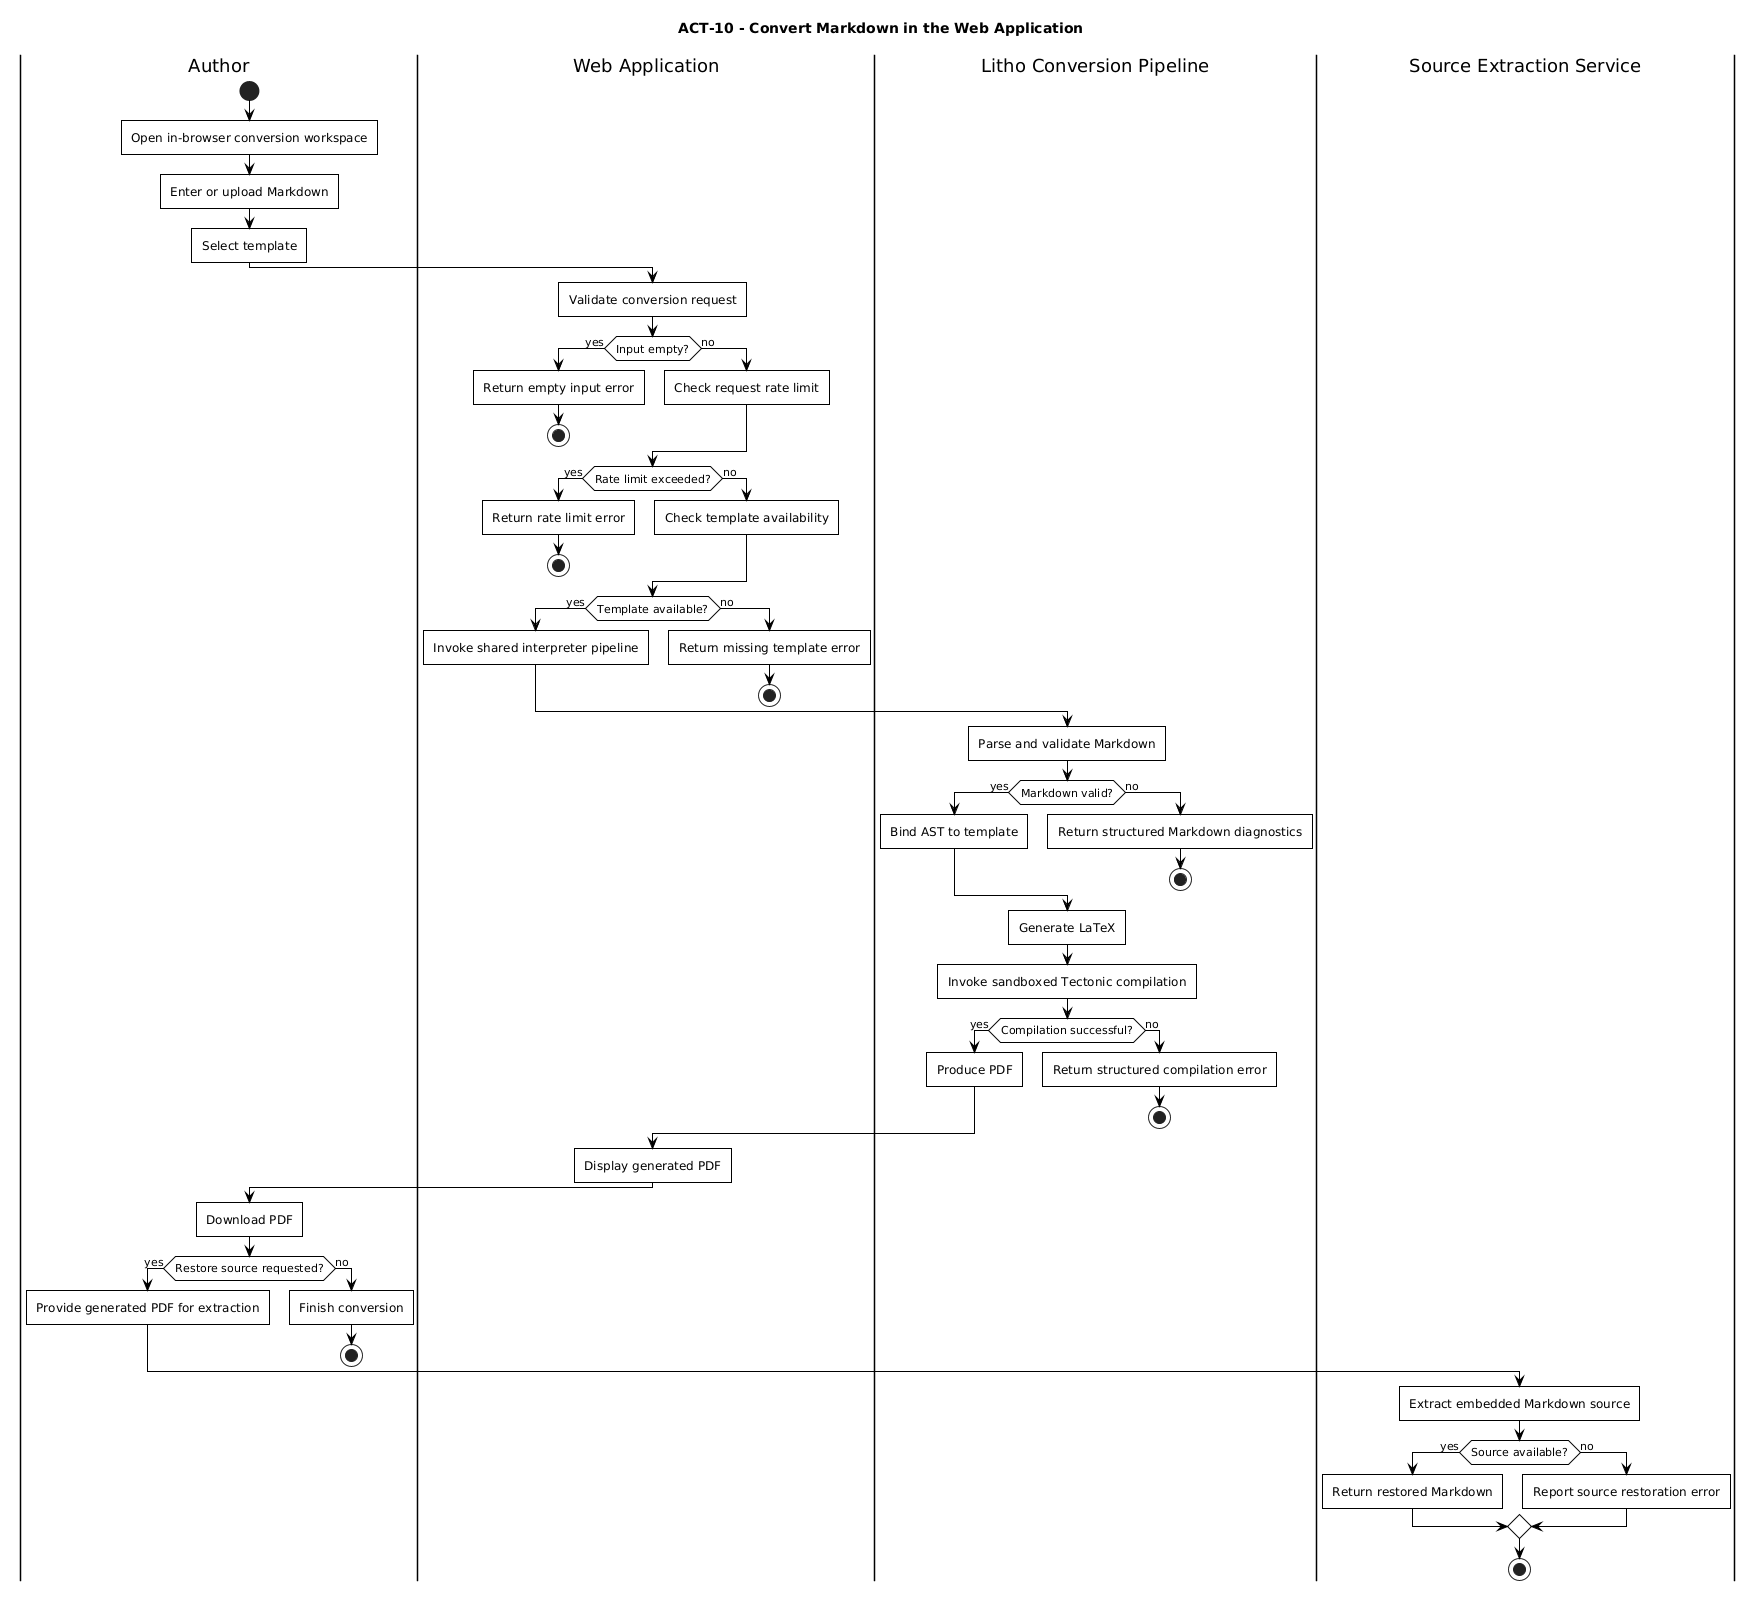 ACT-10 - Convert Markdown in the Web Application
Author
Web Application
Litho Conversion Pipeline
Source Extraction Service
Open in-browser conversion workspace
Enter or upload Markdown
Select template
Validate conversion request
yes
Input empty?
no
Return empty input error
Check request rate limit
yes
Rate limit exceeded?
no
Return rate limit error
Check template availability
yes
Template available?
no
Invoke shared interpreter pipeline
Return missing template error
Parse and validate Markdown
yes
Markdown valid?
no
Bind AST to template
Return structured Markdown diagnostics
Generate LaTeX
Invoke sandboxed Tectonic compilation
yes
Compilation successful?
no
Produce PDF
Return structured compilation error
Display generated PDF
Download PDF
yes
Restore source requested?
no
Provide generated PDF for extraction
Finish conversion
Extract embedded Markdown source
yes
Source available?
no
Return restored Markdown
Report source restoration error